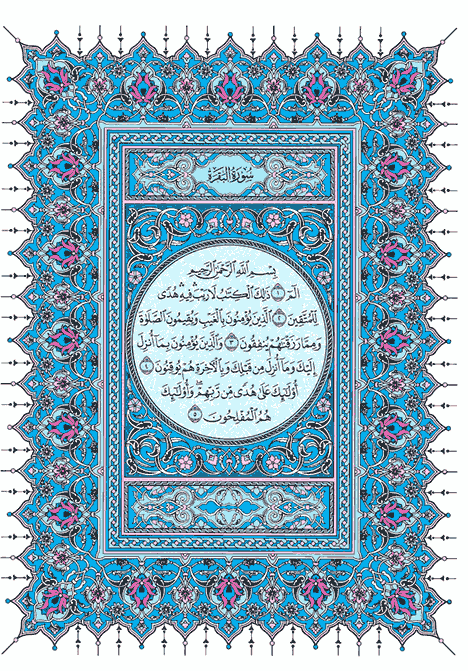 سُورَةُ البَقَرَةِ
بِسْمِ اللَّهِ الرَّحْمَٰنِ الرَّحِيمِ
الٓمٓ ١ ذَٰلِكَ الْكِتَٰبُ لَا رَيْبَ ۛ فِيهِ ۛ هُدًى
لِّلْمُتَّقِينَ ٢ الَّذِينَ يُؤْمِنُونَ بِالْغَيْبِ وَيُقِيمُونَ الصَّلَوٰةَ
وَمِمَّا رَزَقْنَٰهُمْ يُنفِقُونَ ٣ وَالَّذِينَ يُؤْمِنُونَ بِمَا أُنزِلَ
إِلَيْكَ وَمَا أُنزِلَ مِن قَبْلِكَ وَبِالْآخِرَةِ هُمْ يُوقِنُونَ ٤
أُولَٰئِكَ عَلَىٰ هُدًى مِّن رَّبِّهِمْ ۖ وَأُولَٰئِكَ
هُمُ الْمُفْلِحُونَ ٥